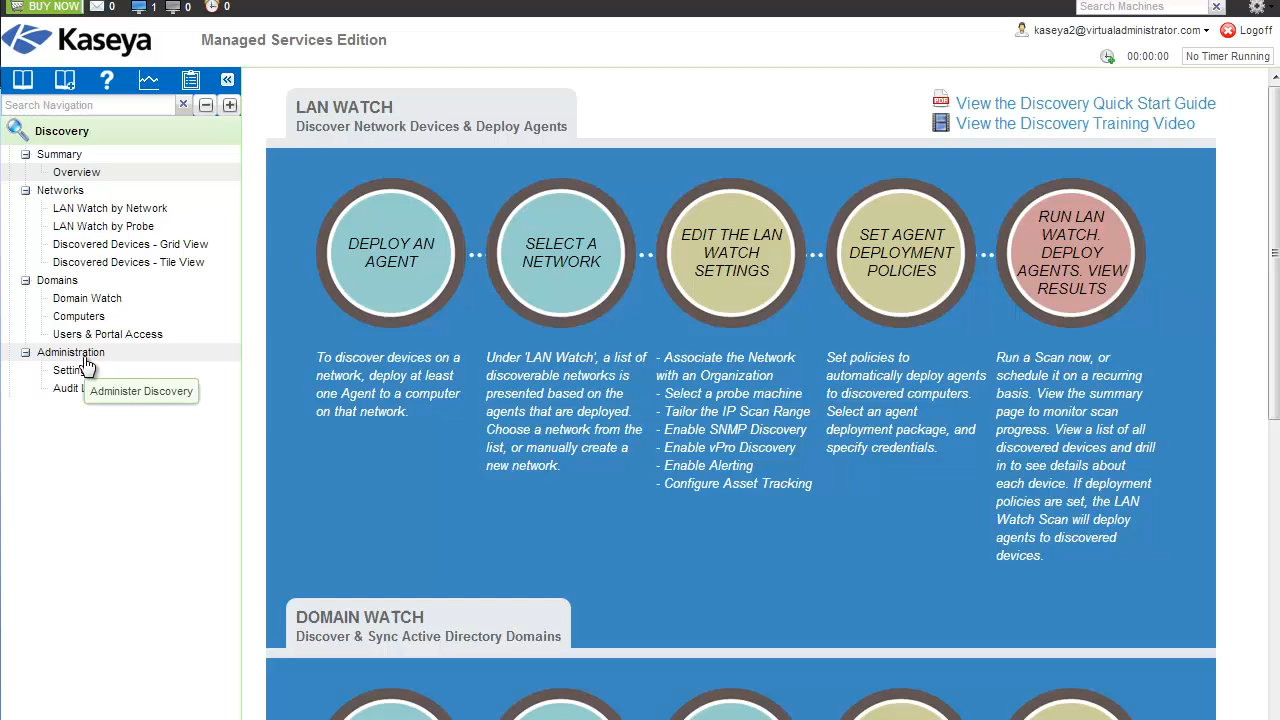 BUY NOW 0 1 0 0 Search Machines
Kaseya Managed Services Edition kaseya2@virtualadministrator.com Logoff
00:00:00 No Timer Running
Search Navigation
Discovery
Summary
Overview
Networks
LAN Watch by Network
LAN Watch by Probe
Discovered Devices - Grid View
Discovered Devices - Tile View
Domains
Domain Watch
Computers
Users & Portal Access
Administration
Audit
Administer Discovery
LAN WATCH
Discover Network Devices & Deploy Agents
PDF
View the Discovery Quick Start Guide
View the Discovery Training Video
DEPLOY AN
AGENT
SELECT A
NETWORK
EDIT THE LAN
WATCH
SETTINGS
SET AGENT
DEPLOYMENT
POLICIES
RUN LAN
WATCH.
DEPLOY
AGENTS. VIEW
RESULTS
To discover devices on a
network, deploy at least
one Agent to a computer
on that network.
Under 'LAN Watch', a list of
discoverable networks is
presented based on the
agents that are deployed.
Choose a network from the
list, or manually create a
new network.
- Associate the Network
with an Organization
- Select a probe machine
- Tailor the IP Scan Range
- Enable SNMP Discovery
- Enable vPro Discovery
- Enable Alerting
- Configure Asset Tracking
Set policies to
automatically deploy agents
to discovered computers.
Select an agent
deployment package, and
specify credentials.
Run a Scan now, or
schedule it on a recurring
basis. View the summary
page to monitor scan
progress. View a list of all
discovered devices and drill
in to see details about
each device. If deployment
policies are set, the LAN
Watch Scan will deploy
agents to discovered
devices.
DOMAIN WATCH
Discover & Sync Active Directory Domains